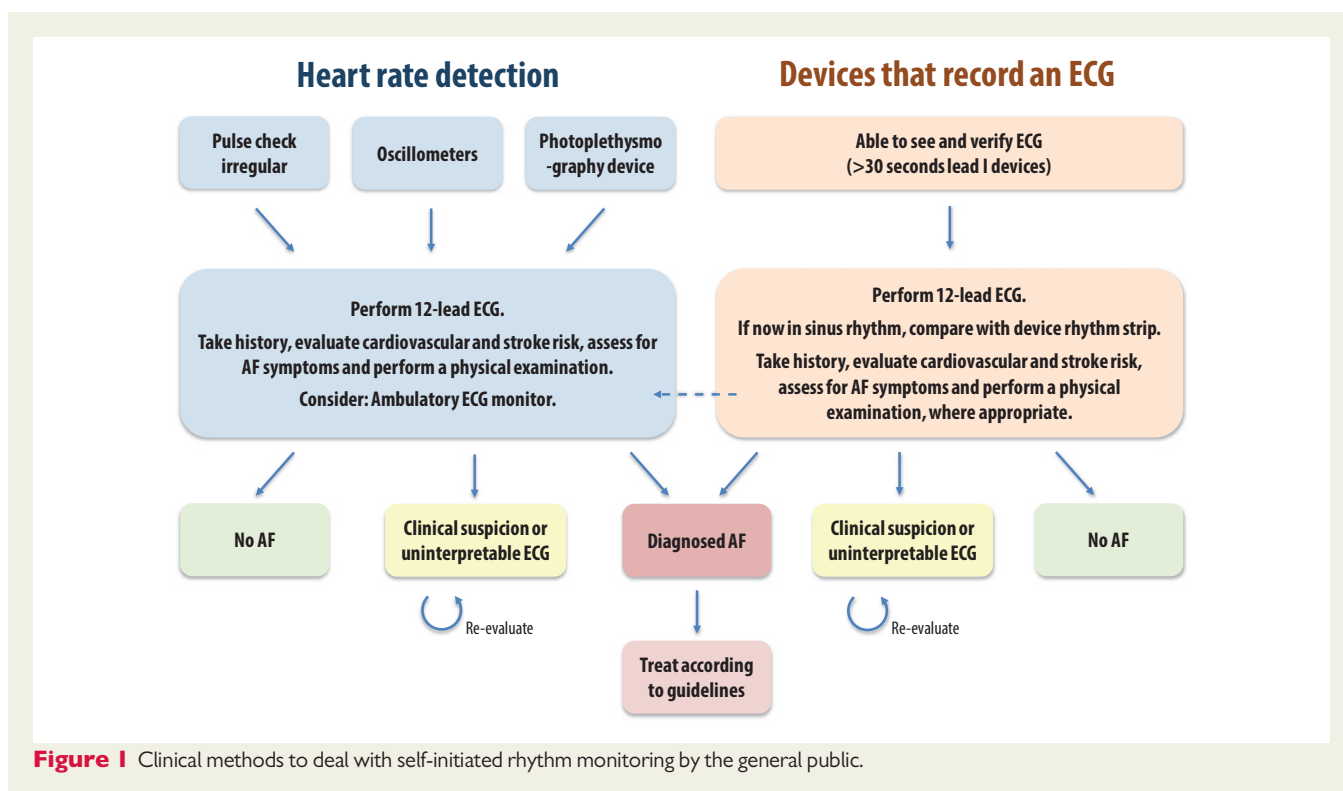 Heart rate detection
Devices that record an ECG
Pulse check
irregular
Oscillometers
Photoplethysmo
-graphy device
Able to see and verify ECG
(>30 seconds lead I devices)
Perform 12-lead ECG.
Take history, evaluate cardiovascular and stroke risk, assess for
AF symptoms and perform a physical examination.
Consider: Ambulatory ECG monitor.
Perform 12-lead ECG.
If now in sinus rhythm, compare with device rhythm strip.
Take history, evaluate cardiovascular and stroke risk,
assess for AF symptoms and perform a physical
examination, where appropriate.
No AF
Clinical suspicion or
uninterpretable ECG
Diagnosed AF
Clinical suspicion or
uninterpretable ECG
No AF
Re-evaluate
Re-evaluate
Treat according
to guidelines
Figure 1 Clinical methods to deal with self-initiated rhythm monitoring by the general public.